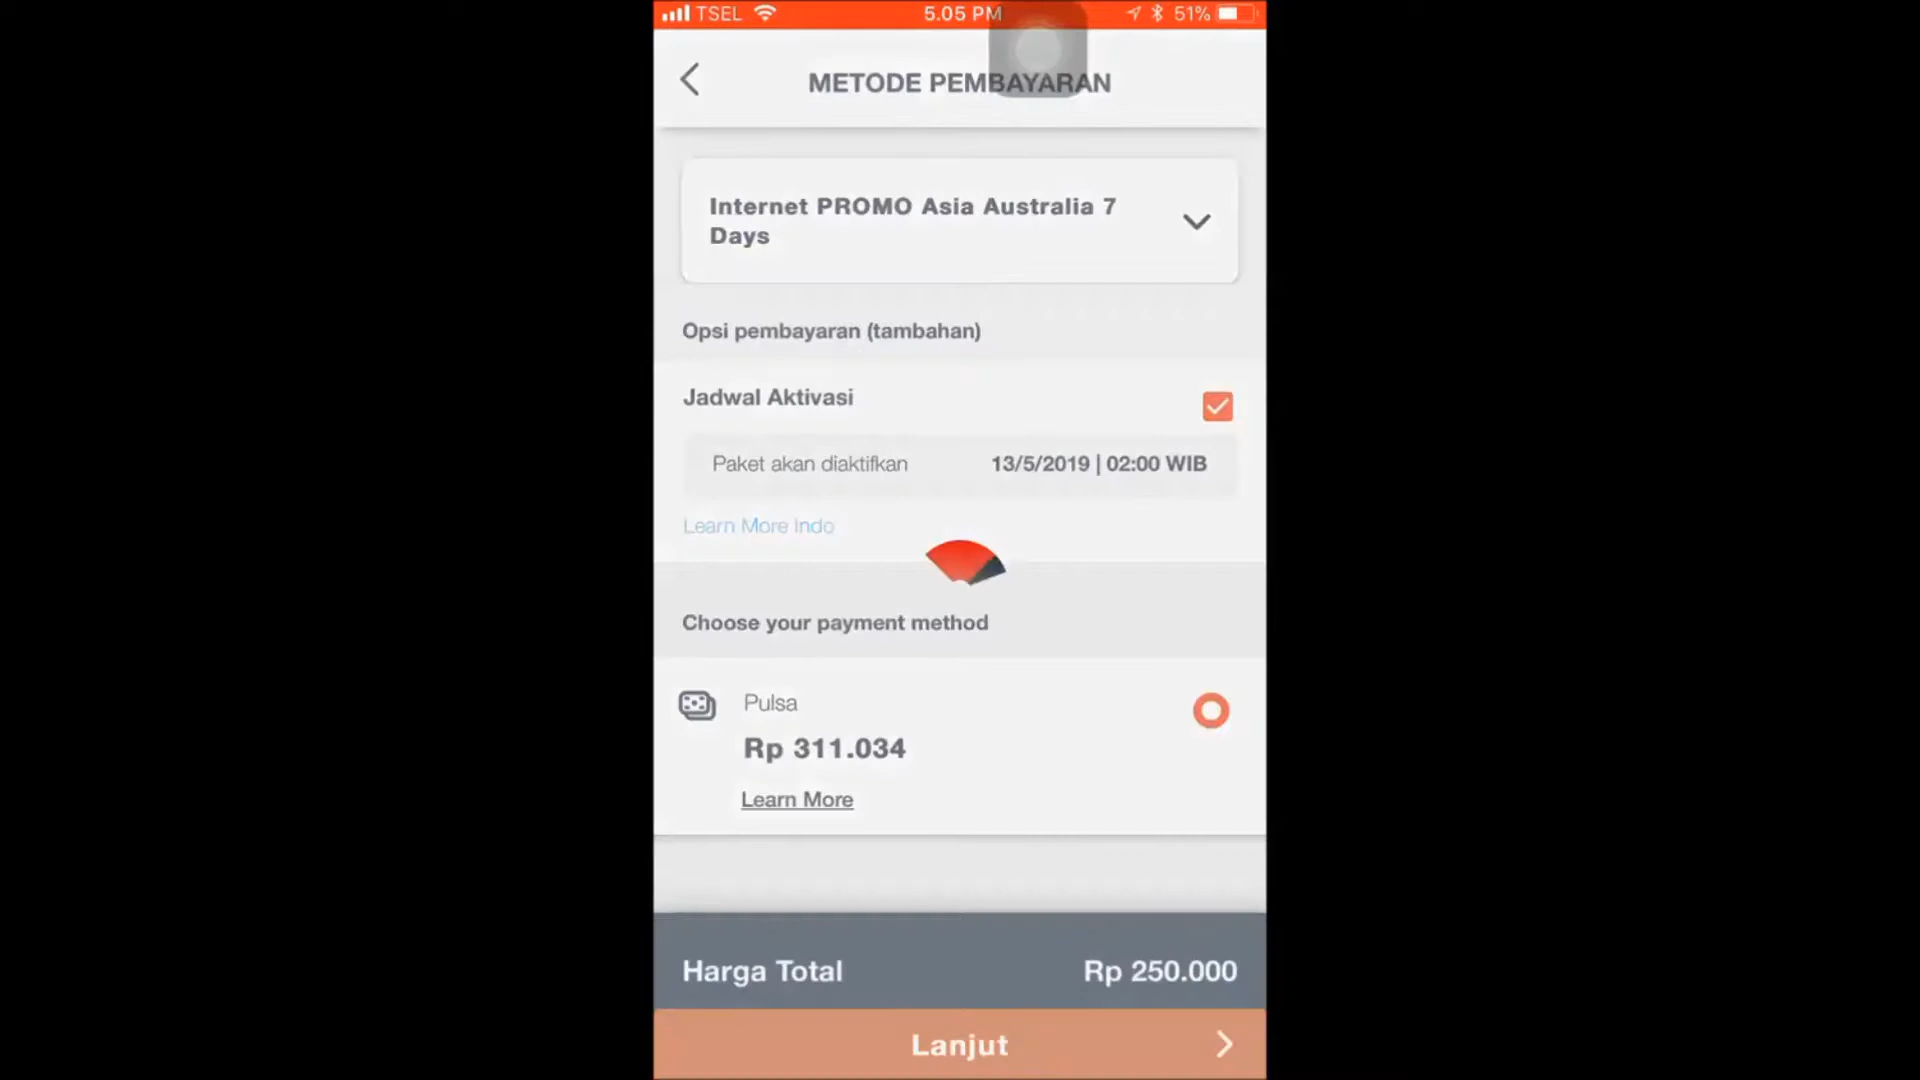 TSEL 5.05 PM 51%
METODE PEMBAYARAN
Internet PROMO Asia Australia 7
Days
Opsi pembayaran (tambahan)
Jadwal Aktivasi
Paket akan diaktifkan 13/5/2019 | 02:00 WIB
Learn More Indo
Choose your payment method
Pulsa
Rp 311.034
Learn More
Harga Total Rp 250.000
Lanjut